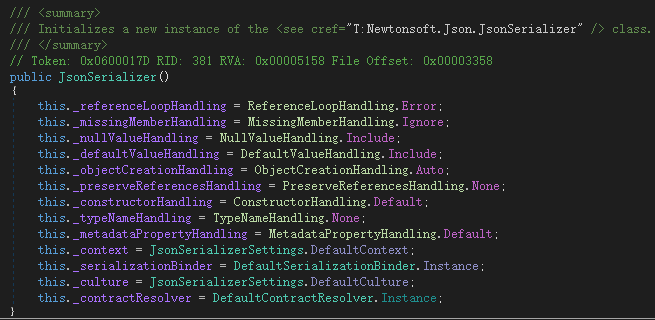 /// <summary>
/// Initializes a new instance of the <see cref="T:Newtonsoft.Json.JsonSerializer" /> class.
/// </summary>
// Token: 0x0600017D RID: 381 RVA: 0x00005158 File Offset: 0x00003358
public JsonSerializer()
{
    this._referenceLoopHandling = ReferenceLoopHandling.Error;
    this._missingMemberHandling = MissingMemberHandling.Ignore;
    this._nullValueHandling = NullValueHandling.Include;
    this._defaultValueHandling = DefaultValueHandling.Include;
    this._objectCreationHandling = ObjectCreationHandling.Auto;
    this._preserveReferencesHandling = PreserveReferencesHandling.None;
    this._constructorHandling = ConstructorHandling.Default;
    this._typeNameHandling = TypeNameHandling.None;
    this._metadataPropertyHandling = MetadataPropertyHandling.Default;
    this._context = JsonSerializerSettings.DefaultContext;
    this._serializationBinder = DefaultSerializationBinder.Instance;
    this._culture = JsonSerializerSettings.DefaultCulture;
    this._contractResolver = DefaultContractResolver.Instance;
}